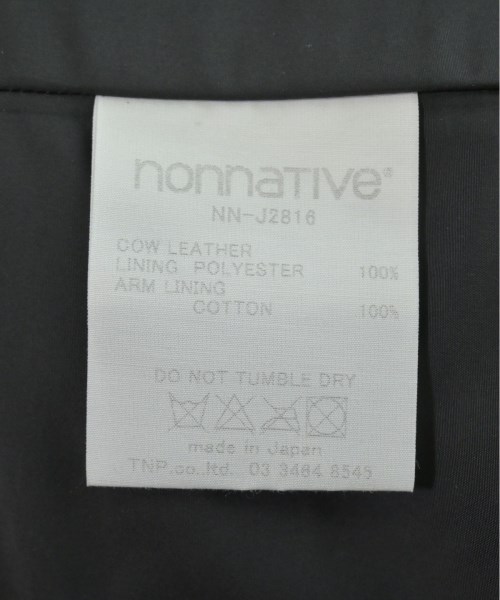 nonnative®
NN-J2816
COW LEATHER
LINING POLYESTER 100%
ARM LINING
COTTON 100%
DO NOT TUMBLE DRY
made in Japan
TNP.co.ltd. 03 3464 8545